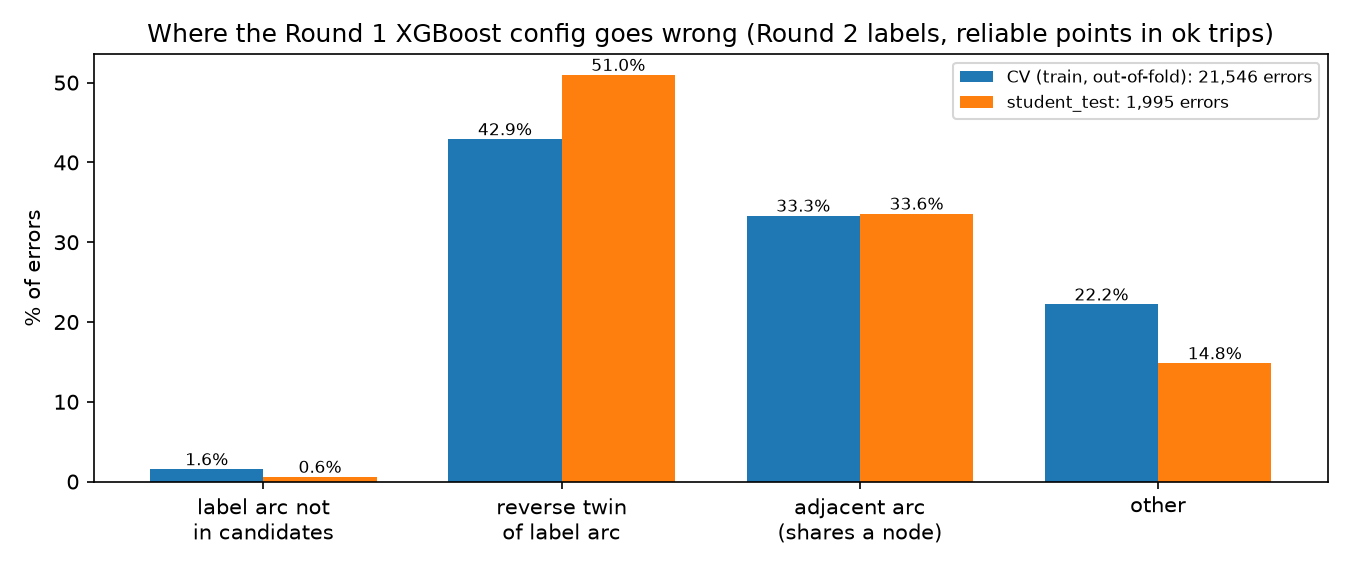 Where the Round 1 XGBoost config goes wrong (Round 2 labels, reliable points in ok trips)
CV (train, out-of-fold): 21,546 errors
student_test: 1,995 errors
% of errors
50
40
30
20
10
0
1.6%
0.6%
42.9%
51.0%
33.3%
33.6%
22.2%
14.8%
label arc not
in candidates
reverse twin
of label arc
adjacent arc
(shares a node)
other